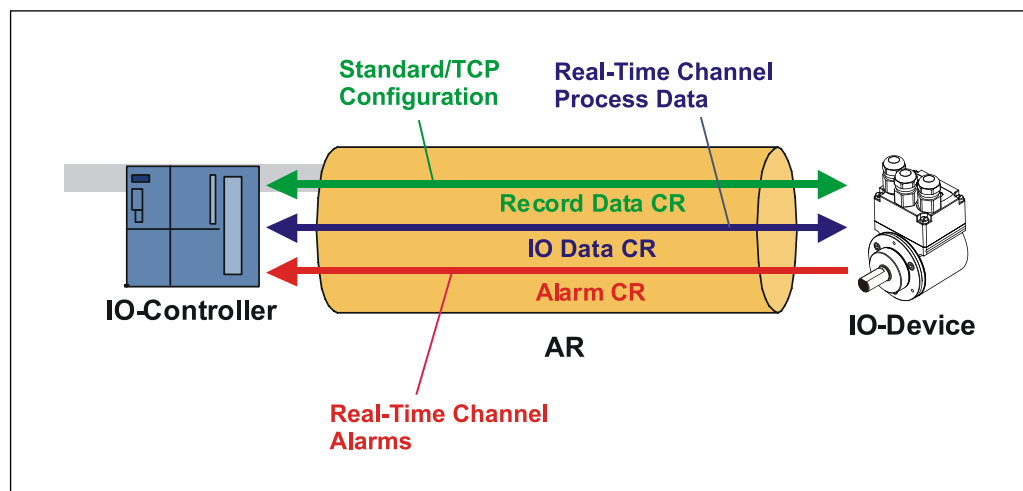 Standard/TCP
Configuration
Real-Time Channel
Process Data
Record Data CR
IO Data CR
Alarm CR
IO-Controller
IO-Device
AR
Real-Time Channel
Alarms